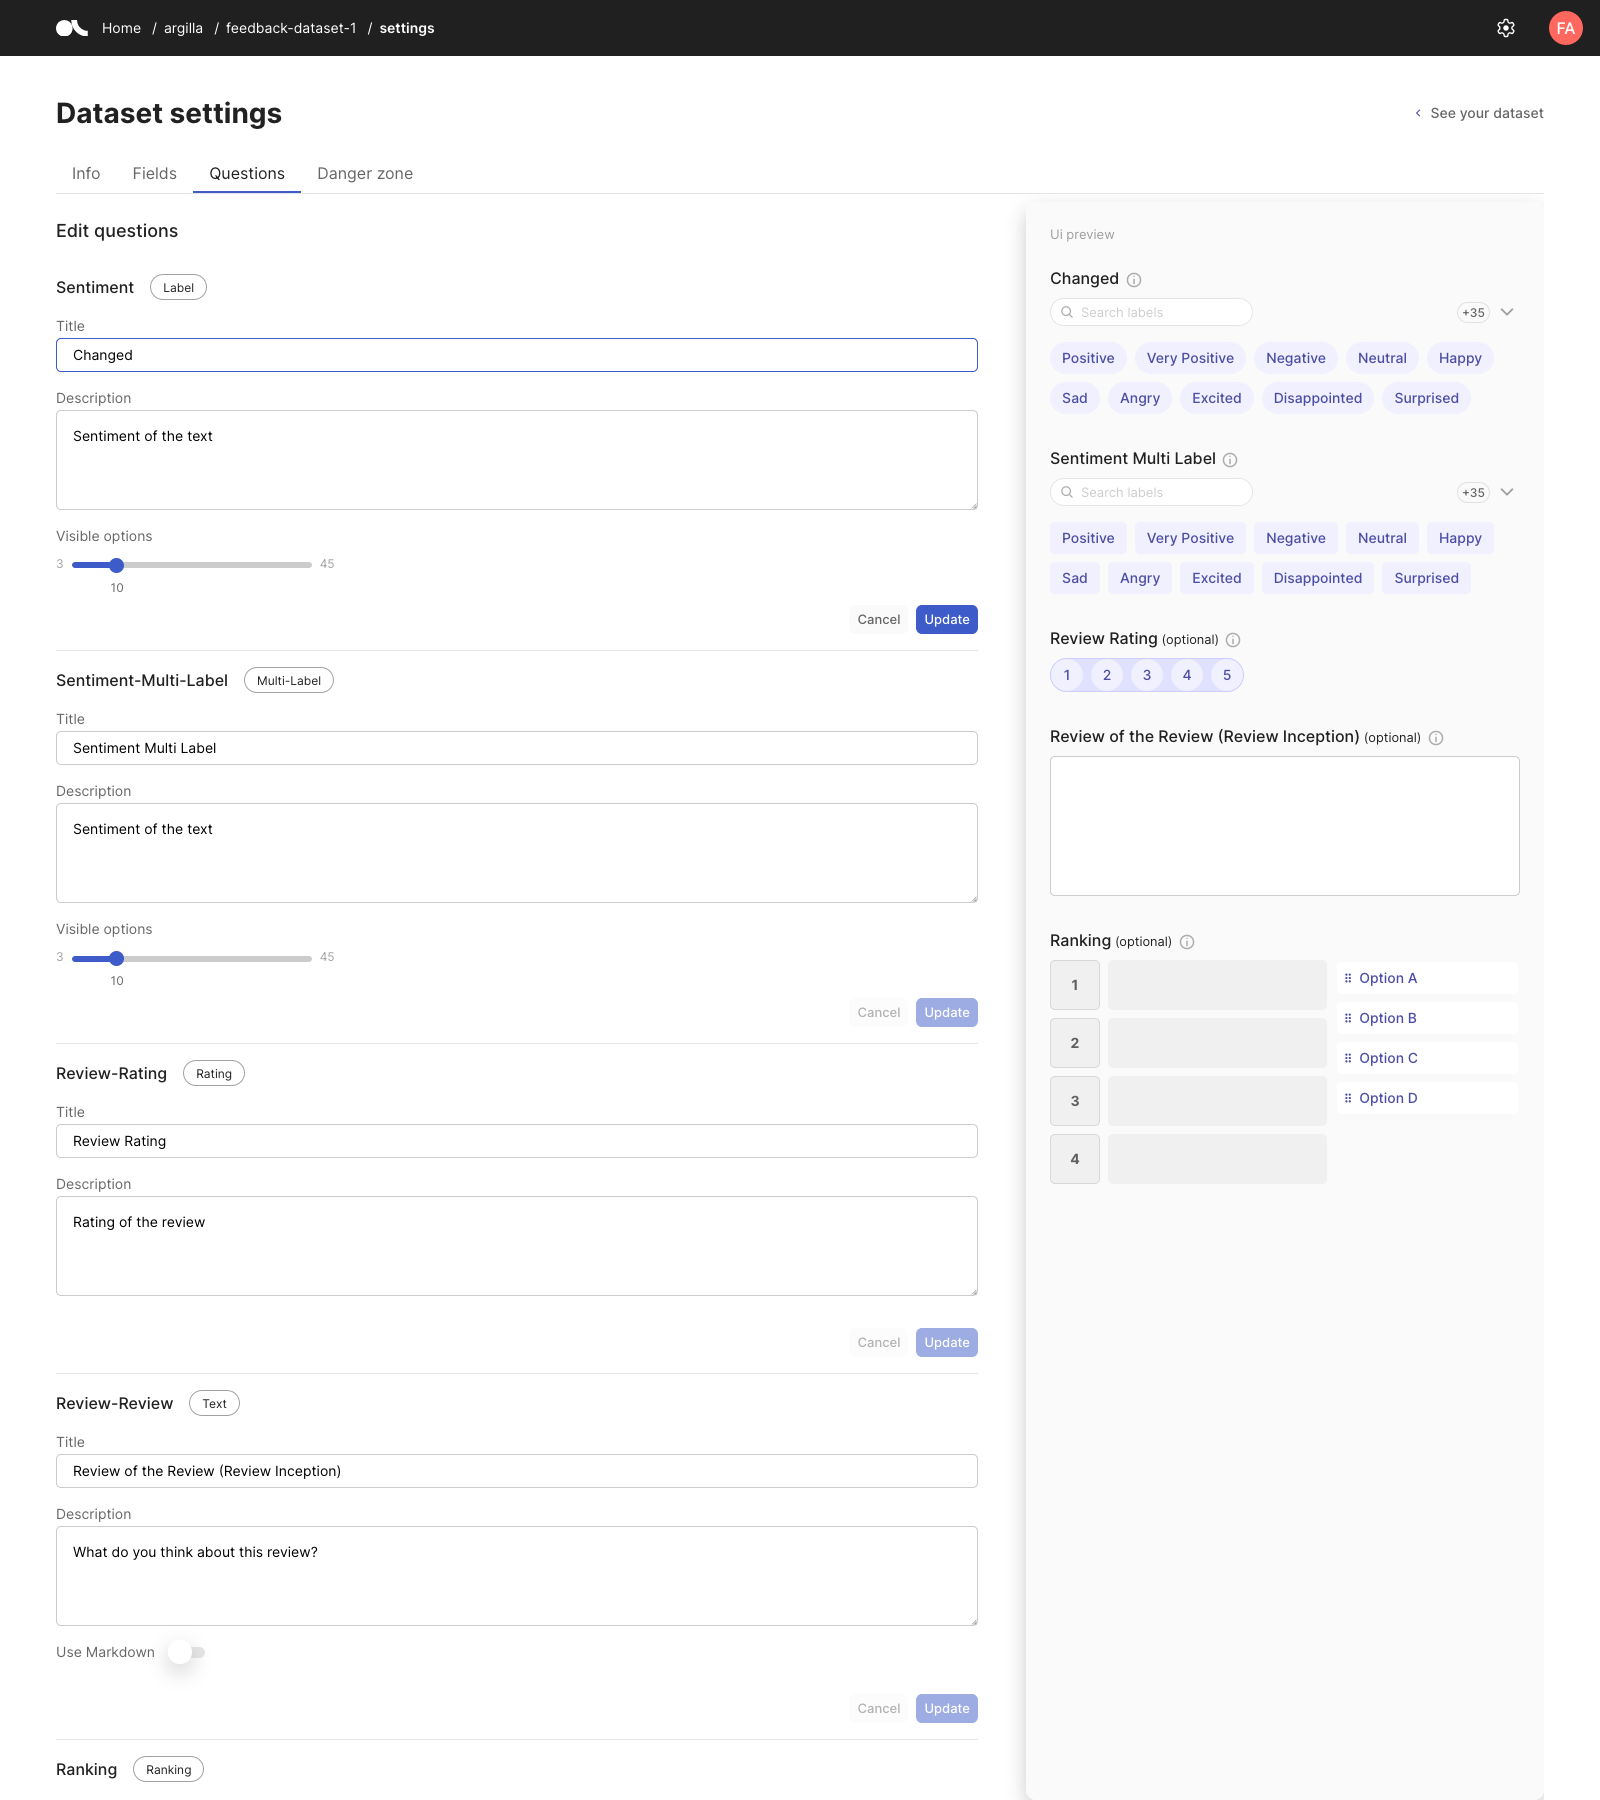 Home / argilla / feedback-dataset-1 / settings
FA
Dataset settings
See your dataset
Info Fields Questions Danger zone
Edit questions
Sentiment Label
Title
Changed
Description
Sentiment of the text
Visible options
3 45
10
Cancel Update
Sentiment-Multi-Label Multi-Label
Title
Sentiment Multi Label
Description
Sentiment of the text
Visible options
3 45
10
Cancel Update
Review-Rating Rating
Title
Review Rating
Description
Rating of the review
Cancel Update
Review-Review Text
Title
Review of the Review (Review Inception)
Description
What do you think about this review?
Use Markdown
Cancel Update
Ranking Ranking
Ui preview
Changed
Search labels +35
Positive Very Positive Negative Neutral Happy
Sad Angry Excited Disappointed Surprised
Sentiment Multi Label
Search labels +35
Positive Very Positive Negative Neutral Happy
Sad Angry Excited Disappointed Surprised
Review Rating (optional)
1 2 3 4 5
Review of the Review (Review Inception) (optional)
Ranking (optional)
1
2
3
4
Option A
Option B
Option C
Option D